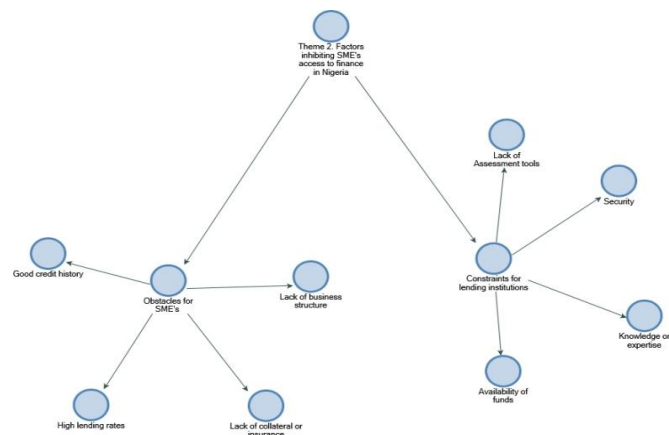 Theme 2. Factors
inhibiting SME's
access to finance
in Nigeria
Lack of
Assessment tools
Security
Good credit history
Obstacles for
SME's
Lack of business
structure
Constraints for
lending institutions
Knowledge or
expertise
High lending rates
Lack of collateral or
insurance
Availability of
funds